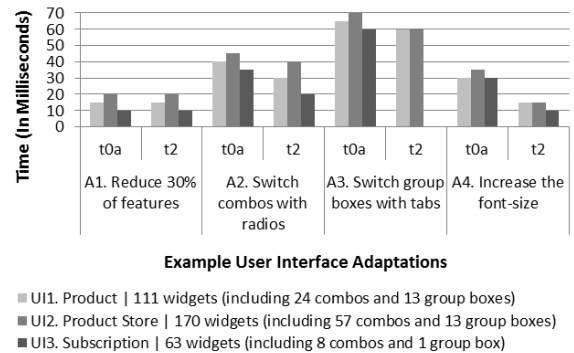 Time (In Milliseconds)
70
60
50
40
30
20
10
0
t0a t2 t0a t2 t0a t2 t0a t2
A1. Reduce 30% of features
A2. Switch combos with radios
A3. Switch group boxes with tabs
A4. Increase the font-size
Example User Interface Adaptations
UI1. Product | 111 widgets (including 24 combos and 13 group boxes)
UI2. Product Store | 170 widgets (including 57 combos and 13 group boxes)
UI3. Subscription | 63 widgets (including 8 combos and 1 group box)